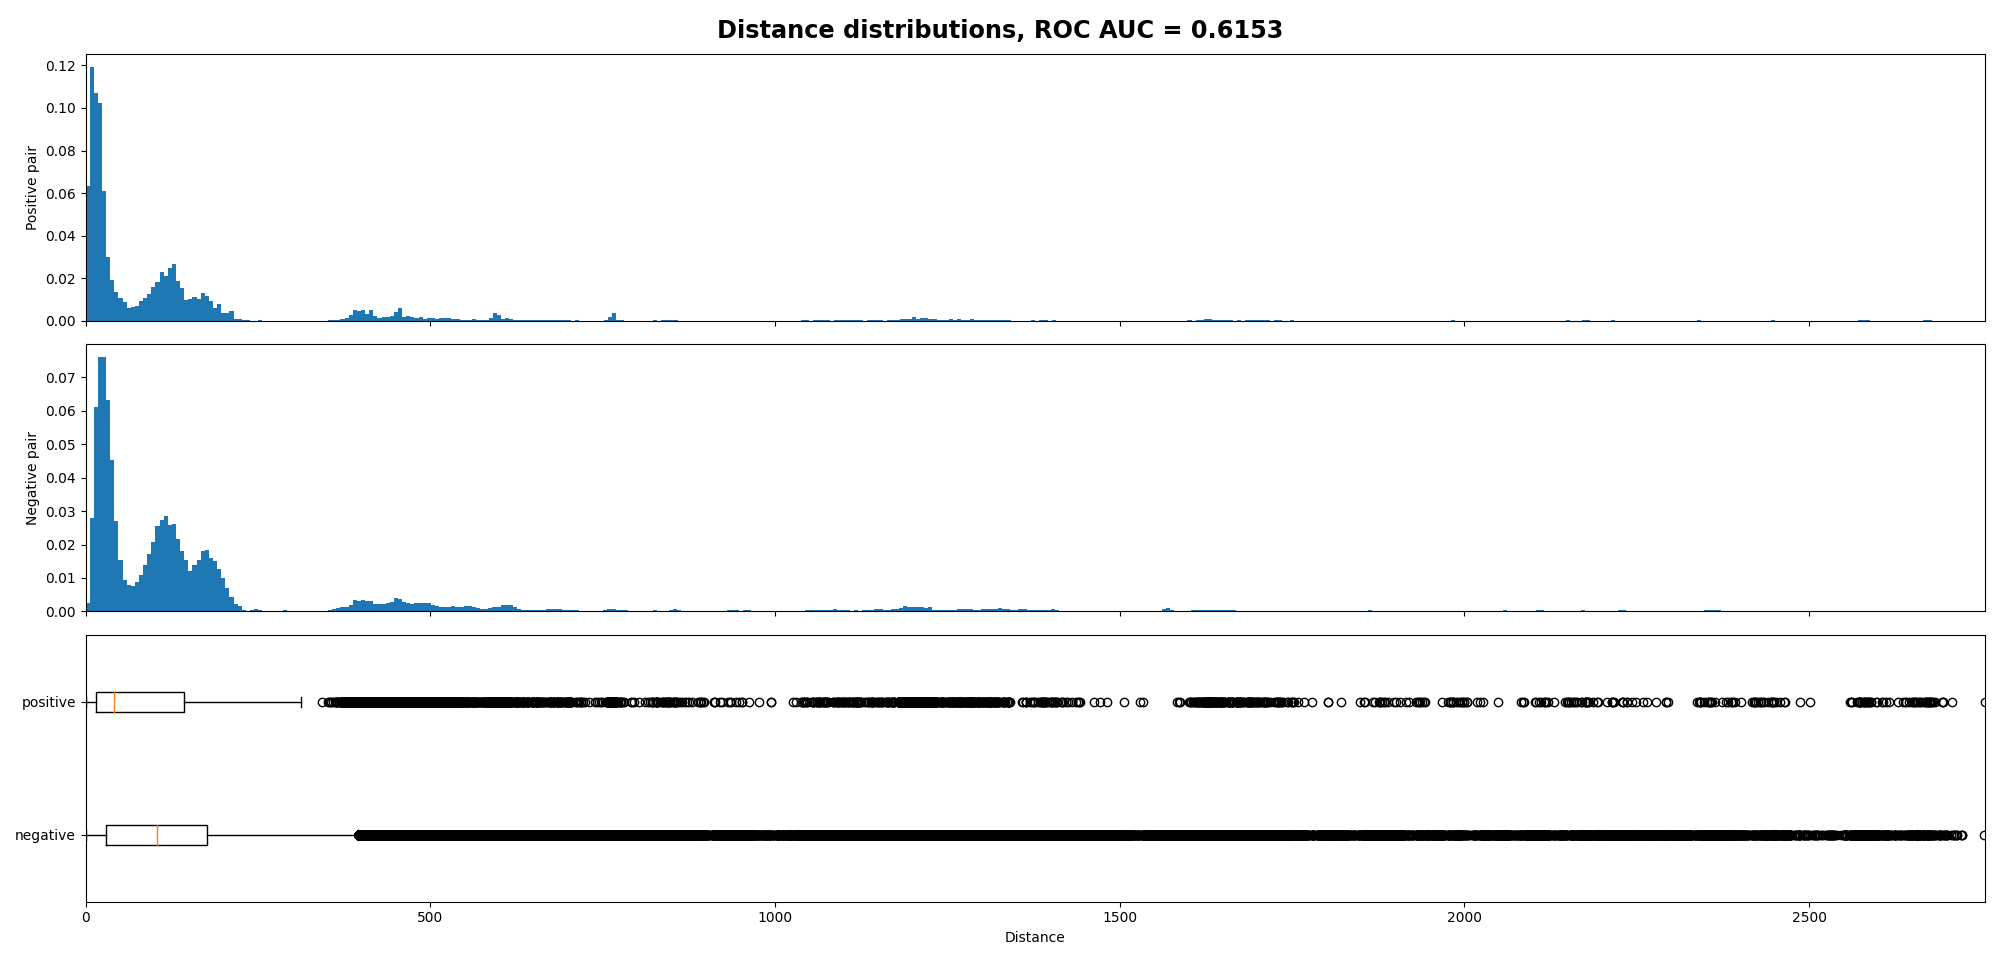 Distance distributions, ROC AUC = 0.6153
0.12
0.10
0.08
0.06
0.04
0.02
0.00
Positive pair
0.07
0.06
0.05
0.04
0.03
0.02
0.01
0.00
Negative pair
positive
negative
0 500 1000 1500 2000 2500
Distance